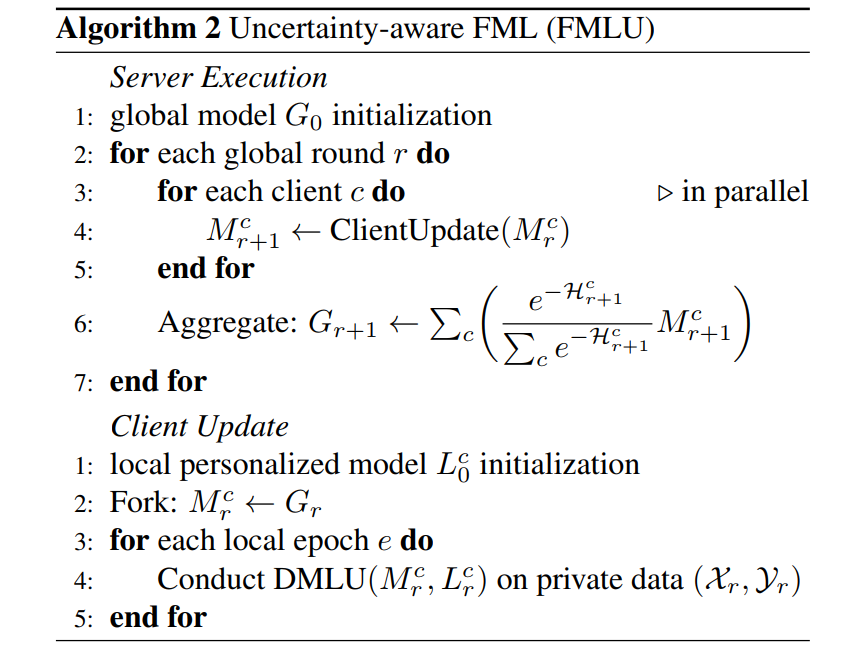 Algorithm 2 Uncertainty-aware FML (FMLU)
Server Execution
1: global model $G_0$ initialization
2: for each global round $r$ do
3: for each client $c$ do ▷ in parallel
4: $M_{r+1}^c \leftarrow$ ClientUpdate($M_r^c$)
5: end for
6: Aggregate: $G_{r+1} \leftarrow \sum_c \left( \frac{e^{-\mathcal{H}_{r+1}^c}}{\sum_c e^{-\mathcal{H}_{r+1}^c}} M_{r+1}^c \right)$
7: end for
Client Update
1: local personalized model $L_0^c$ initialization
2: Fork: $M_r^c \leftarrow G_r$
3: for each local epoch $e$ do
4: Conduct DMLU($M_r^c, L_r^c$) on private data ($\mathcal{X}_r, \mathcal{Y}_r$)
5: end for